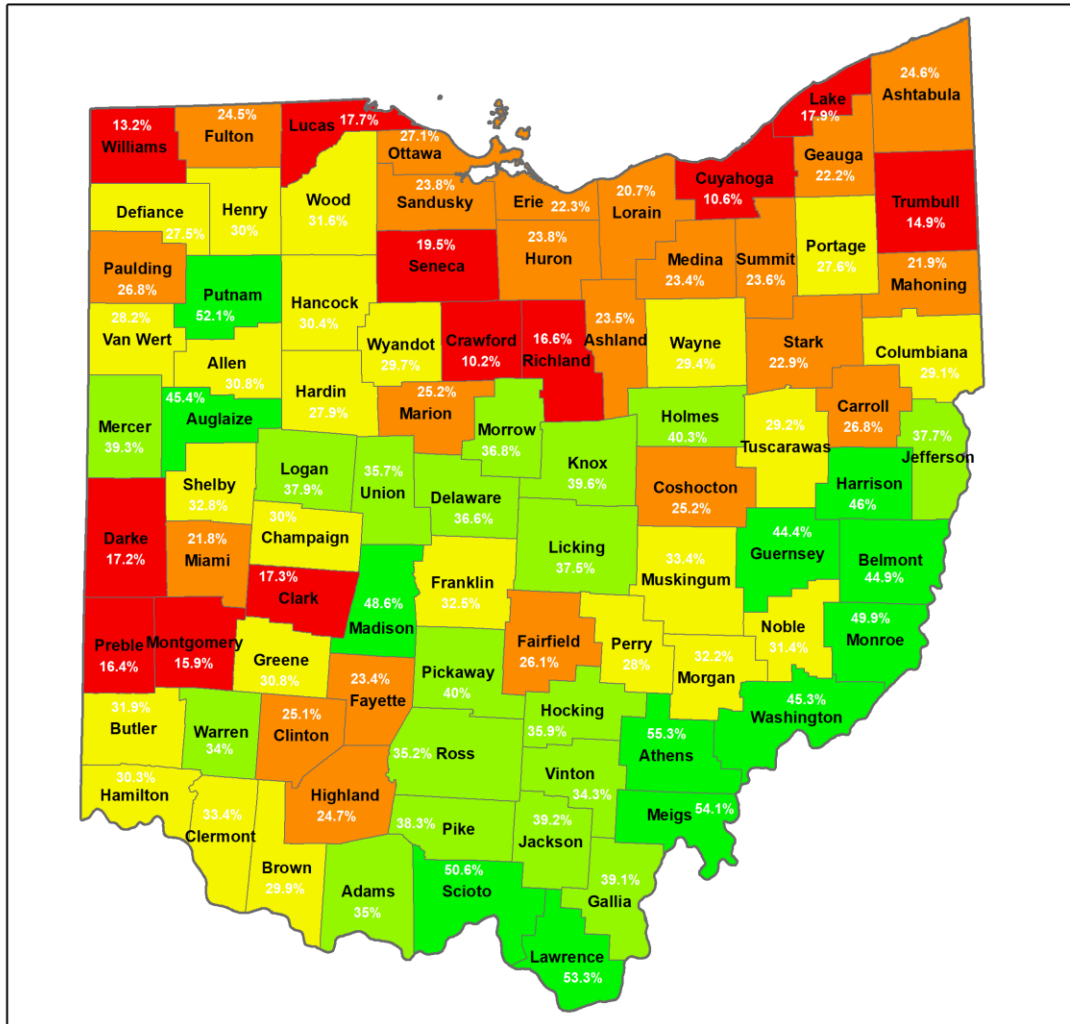 24.6%
Ashtabula
Lake
17.9%
13.2%
Williams
24.5%
Fulton
Lucas 17.7%
27.1%
Ottawa
Geauga
22.2%
Cuyahoga
10.6%
Trumbull
14.9%
Defiance
27.5%
Henry
30%
Wood
31.6%
23.8%
Sandusky
Erie 22.3%
20.7%
Lorain
19.5%
Seneca
23.8%
Huron
Medina
23.4%
Summit
23.6%
Portage
27.6%
21.9%
Mahoning
Paulding
26.8%
Putnam
52.1%
Hancock
30.4%
28.2%
Van Wert
Allen
30.8%
Wyandot
29.7%
Crawford
10.2%
16.6%
Richland
23.5%
Ashland
Wayne
29.4%
Stark
22.9%
Columbiana
29.1%
Mercer
39.3%
45.4%
Auglaize
Hardin
27.9%
25.2%
Marion
Morrow
36.8%
Holmes
40.3%
29.2%
Tuscarawas
Carroll
26.8%
37.7%
Jefferson
Shelby
32.8%
Logan
37.9%
35.7%
Union
Delaware
36.6%
Knox
39.6%
Coshocton
25.2%
Harrison
46%
Darke
17.2%
21.8%
Miami
30%
Champaign
Licking
37.5%
33.4%
Muskingum
44.4%
Guernsey
Belmont
44.9%
17.3%
Clark
48.6%
Madison
Franklin
32.5%
Preble
16.4%
Montgomery
15.9%
Greene
30.8%
Pickaway
40%
Fairfield
26.1%
Perry
28%
32.2%
Morgan
Noble
31.4%
49.9%
Monroe
31.9%
Butler
Warren
34%
25.1%
Clinton
23.4%
Fayette
Hocking
35.9%
55.3%
Athens
45.3%
Washington
30.3%
Hamilton
33.4%
Clermont
Highland
24.7%
35.2% Ross
Vinton
34.3%
Meigs 54.1%
Brown
29.9%
38.3% Pike
39.2%
Jackson
Adams
35%
50.6%
Scioto
39.1%
Gallia
Lawrence
53.3%